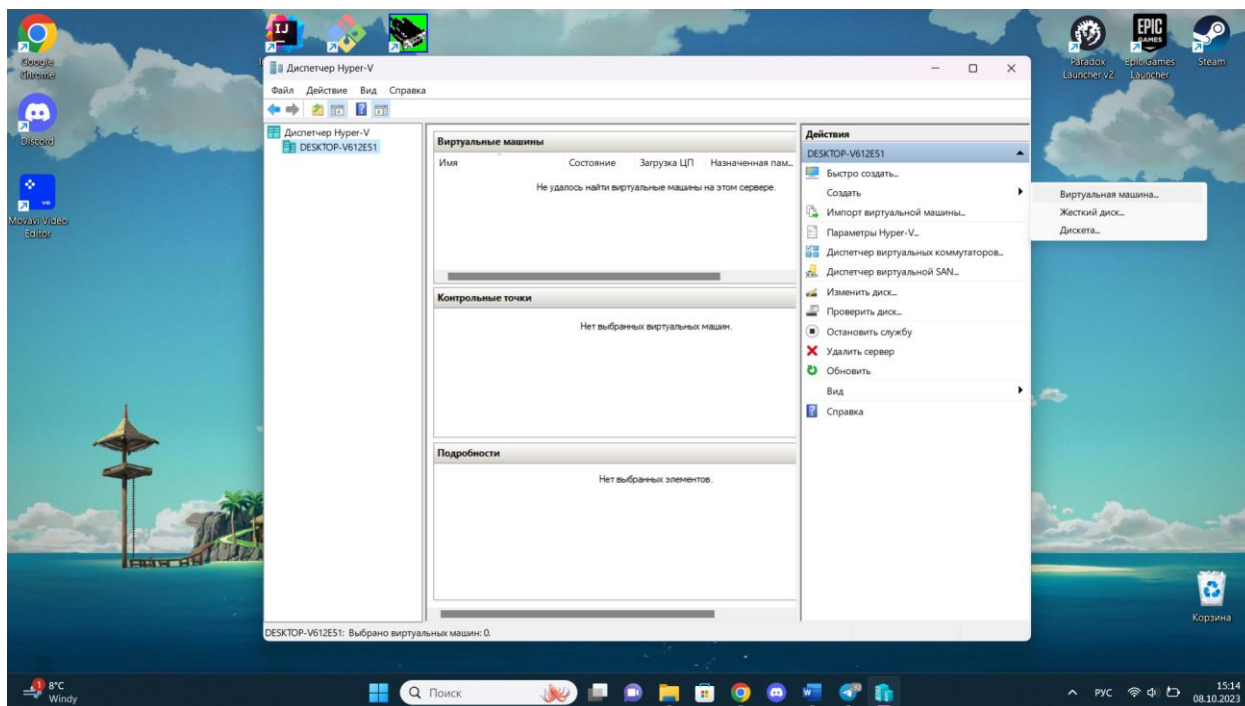 Google
Chrome
Discord
Movavi Video
Editor
IJ
Paradox
Launcher v2
EPIC
GAMES
Epic Games
Launcher
Steam
Диспетчер Hyper-V
Файл Действие Вид Справка
Диспетчер Hyper-V
DESKTOP-V612E51
Виртуальные машины
Имя Состояние Загрузка ЦП Назначенная пам...
Не удалось найти виртуальные машины на этом сервере.
Контрольные точки
Нет выбранных виртуальных машин.
Подробности
Нет выбранных элементов.
Действия
DESKTOP-V612E51
Быстро создать...
Создать
Импорт виртуальной машины...
Параметры Hyper-V...
Диспетчер виртуальных коммутаторов...
Диспетчер виртуальной SAN...
Изменить диск...
Проверить диск...
Остановить службу
Удалить сервер
Обновить
Вид
Справка
Виртуальная машина...
Жесткий диск...
Дискета...
DESKTOP-V612E51: Выбрано виртуальных машин: 0.
Корзина
1
8°C
Windy
Поиск
РУС
15:14
08.10.2023